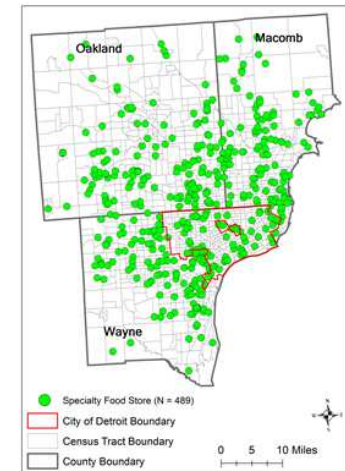 Oakland
Macomb
Wayne
Specialty Food Store (N = 489)
City of Detroit Boundary
Census Tract Boundary
County Boundary
N
0 5 10 Miles